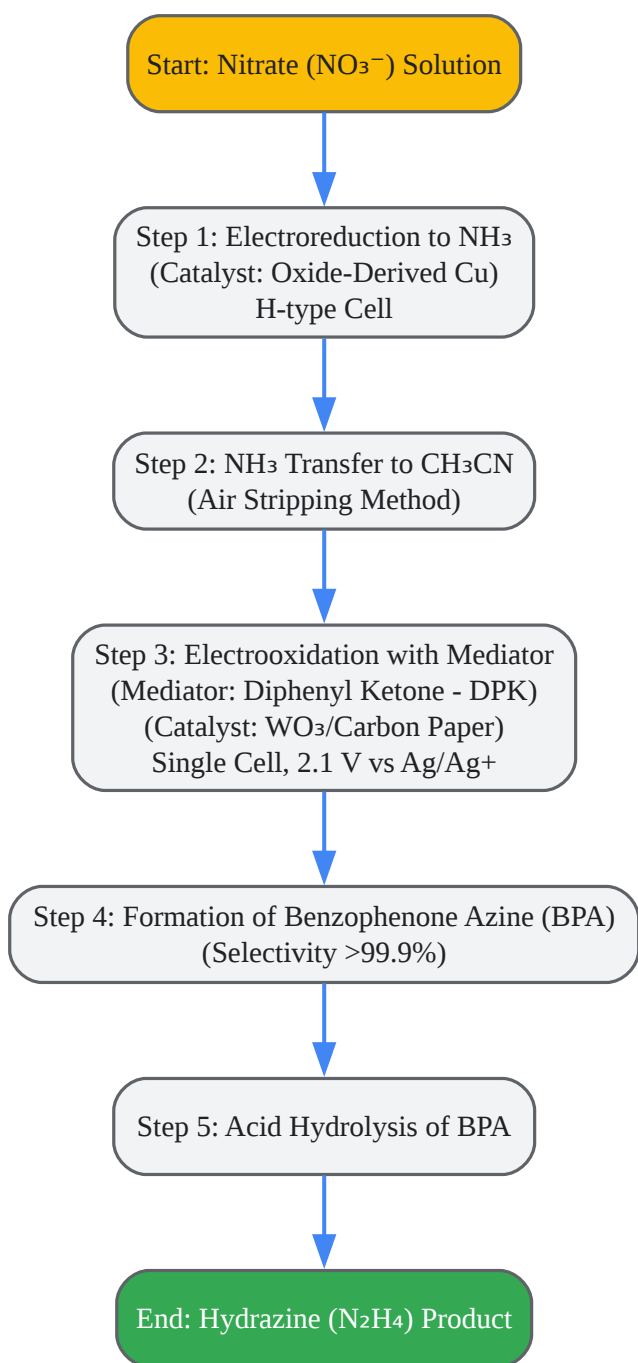 Start: Nitrate (NO₃⁻) Solution
Step 1: Electroreduction to NH₃
(Catalyst: Oxide-Derived Cu)
H-type Cell
Step 2: NH₃ Transfer to CH₃CN
(Air Stripping Method)
Step 3: Electrooxidation with Mediator
(Mediator: Diphenyl Ketone - DPK)
(Catalyst: WO₃/Carbon Paper)
Single Cell, 2.1 V vs Ag/Ag+
Step 4: Formation of Benzophenone Azine (BPA)
(Selectivity >99.9%)
Step 5: Acid Hydrolysis of BPA
End: Hydrazine (N₂H₄) Product